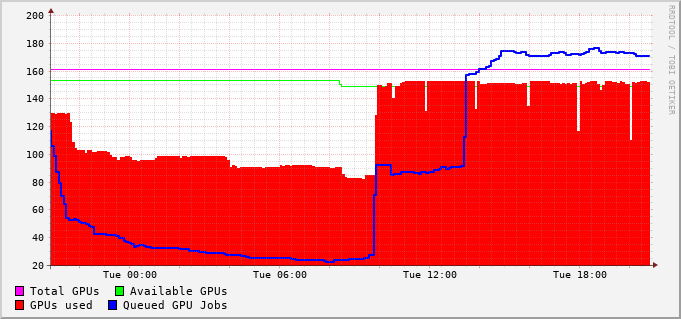 200
180
160
140
120
100
80
60
40
20
Tue 00:00 Tue 06:00 Tue 12:00 Tue 18:00
Total GPUs Available GPUs
GPUs used Queued GPU Jobs
RRDTOOL / TOBI OETIKER